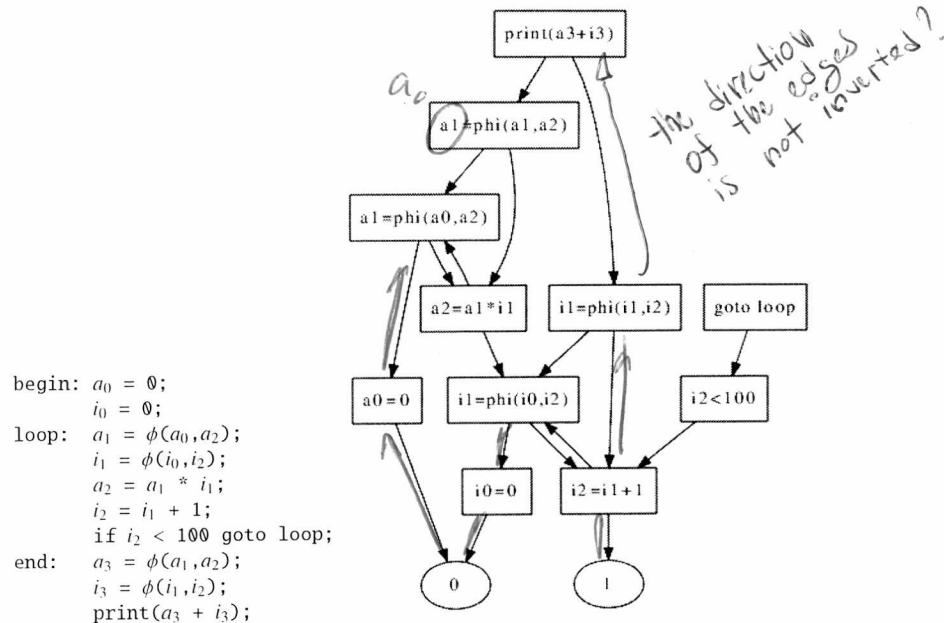 print(a3+i3)
the direction
of the edges
is not inverted?
a₀
a1=phi(a1,a2)
a1=phi(a0,a2)
a2=a1*i1
i1=phi(i1,i2)
goto loop
a0=0
i1=phi(i0,i2)
i2<100
i0=0
i2=i1+1
0
1
begin: a₀ = 0;
i₀ = 0;
loop: a₁ = ϕ(a₀,a₂);
i₁ = ϕ(i₀,i₂);
a₂ = a₁ * i₁;
i₂ = i₁ + 1;
if i₂ < 100 goto loop;
end: a₃ = ϕ(a₁,a₂);
i₃ = ϕ(i₁,i₂);
print(a₃ + i₃);